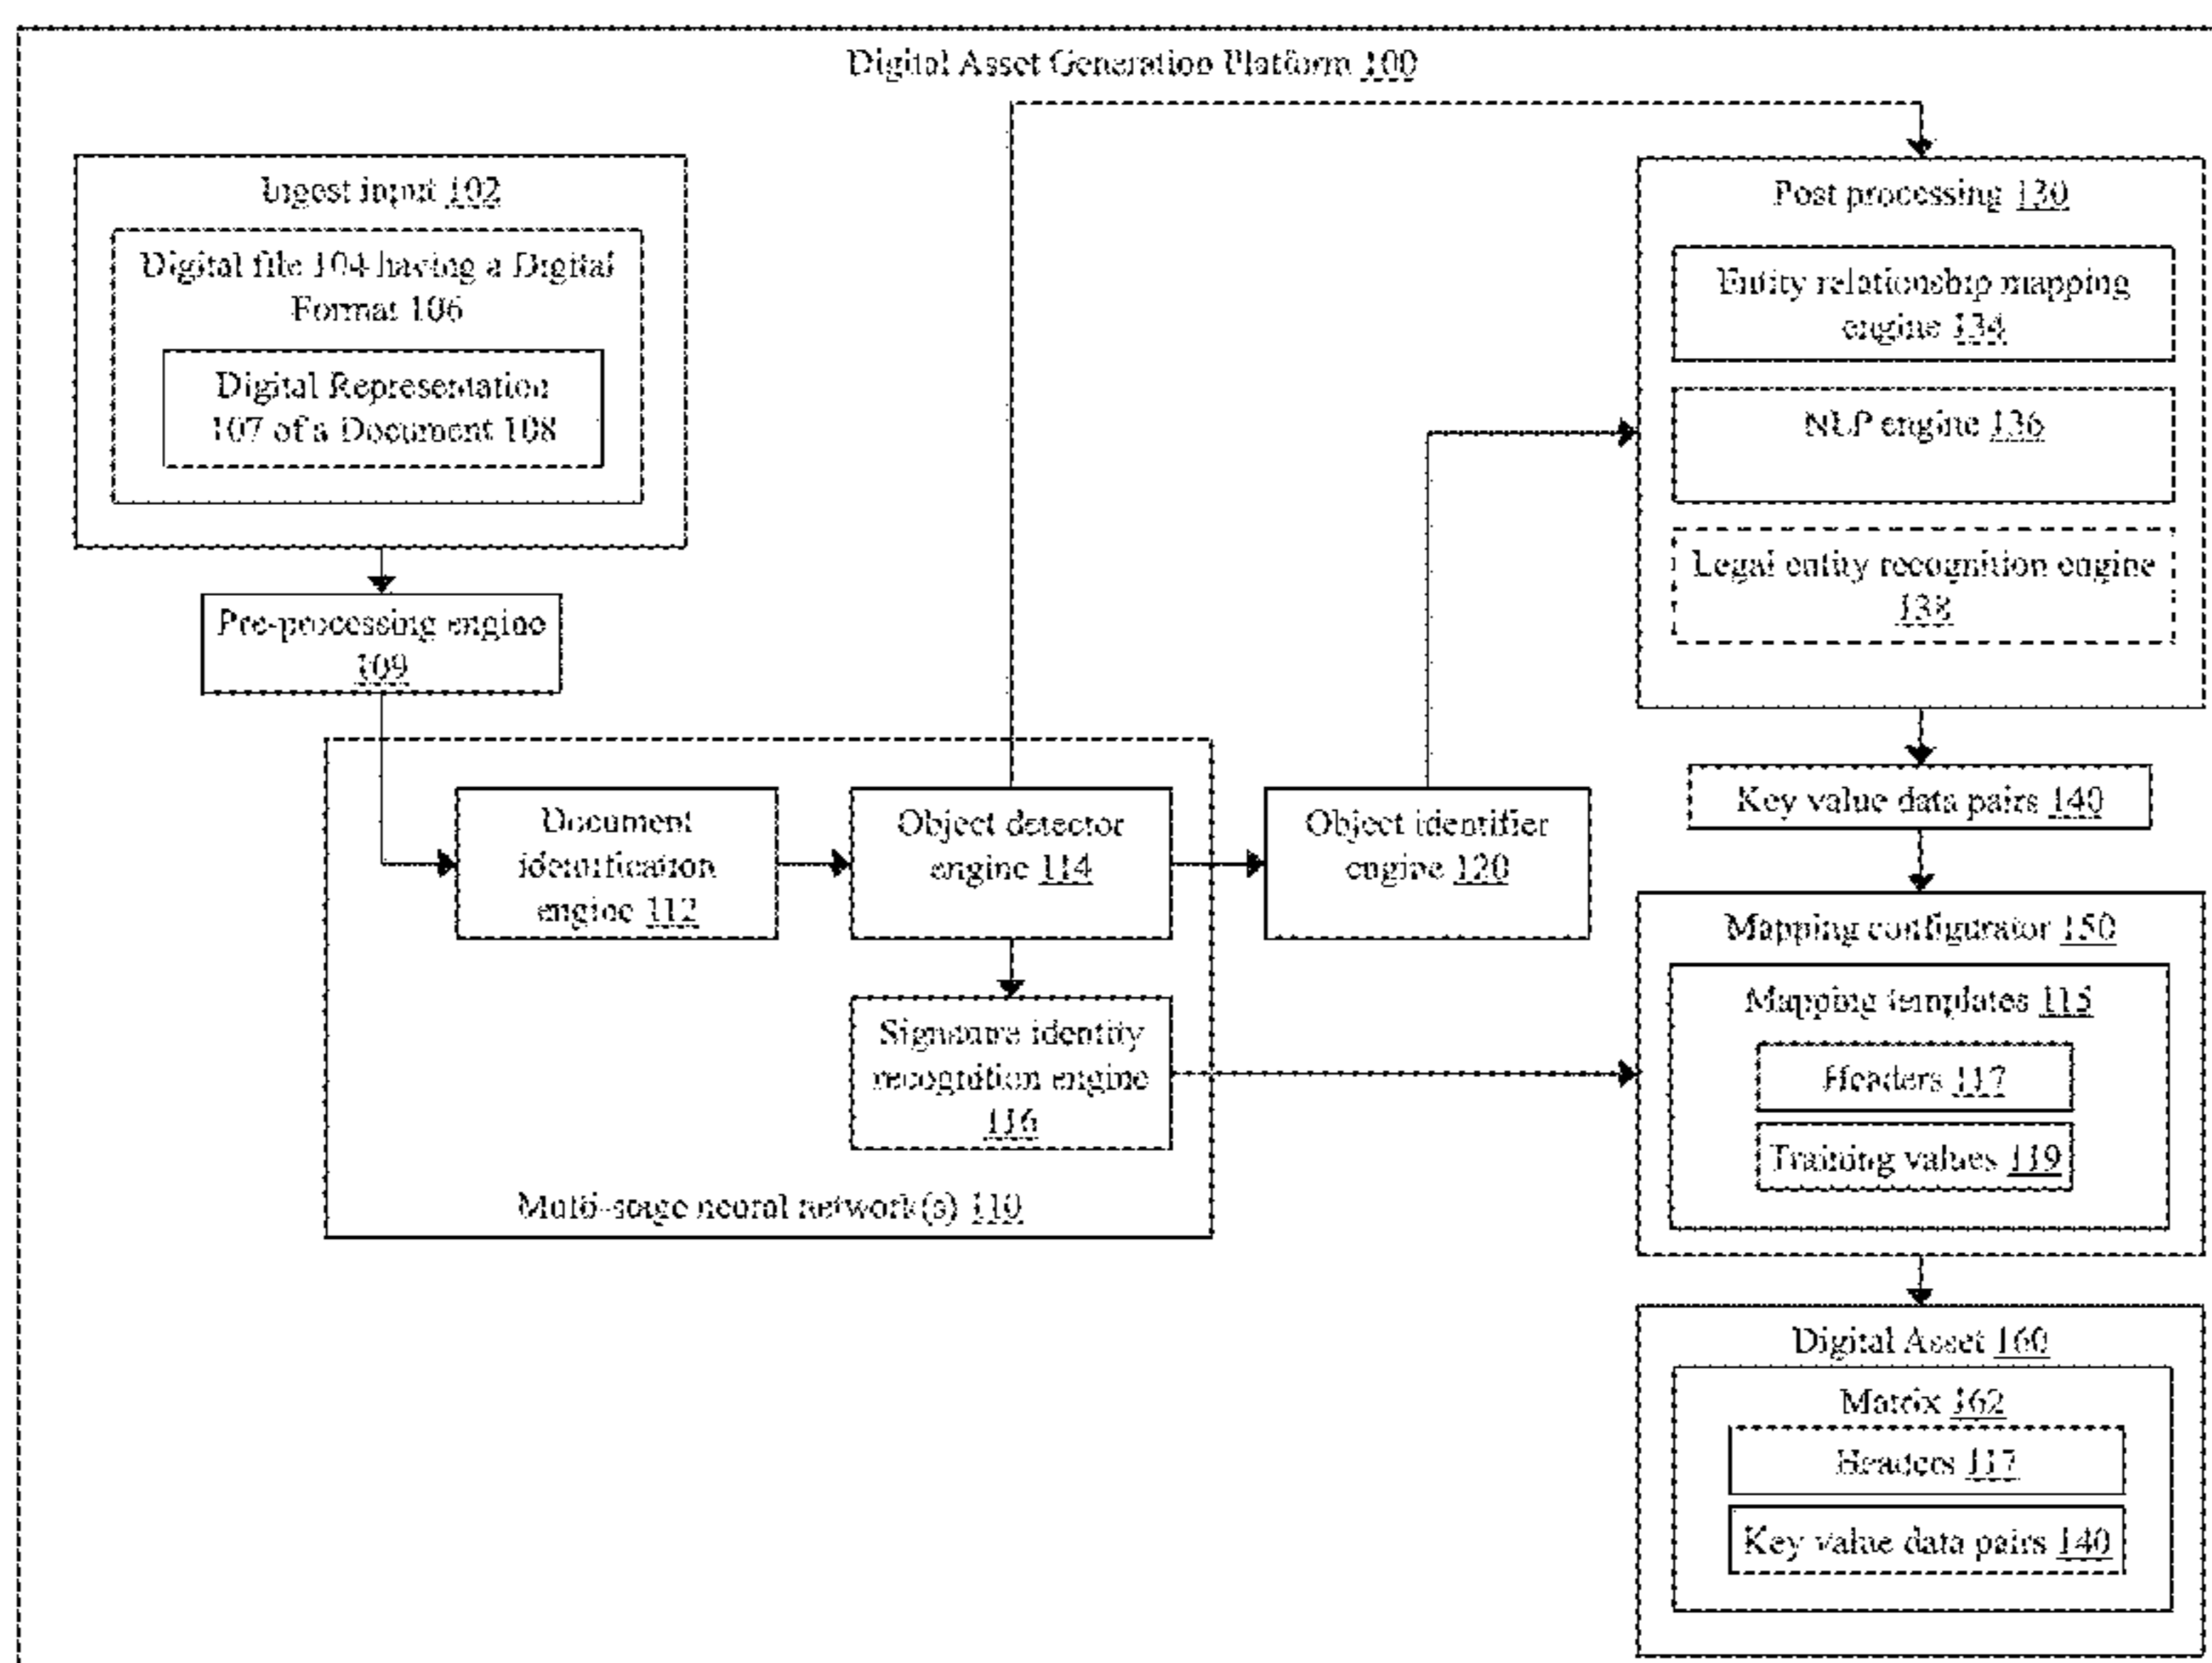 Digital Asset Generation Platform 100
Ingest input 102
Digital file 104 having a Digital
Format 106
Digital Representation
107 of a Document 108
Pre-processing engine
109
Document
identification
engine 112
Object detector
engine 114
Signature identity
recognition engine
116
Multi-stage neural network(s) 110
Object identifier
engine 120
Post processing 130
Entity relationship mapping
engine 134
NLP engine 136
Legal entity recognition engine
138
Key value data pairs 140
Mapping configurator 150
Mapping templates 115
Headers 117
Training values 119
Digital Asset 160
Matrix 162
Headers 117
Key value data pairs 140